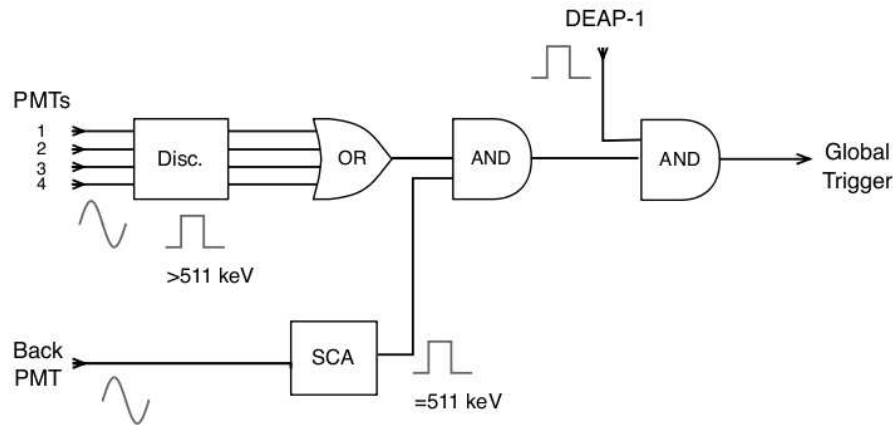 DEAP-1
PMTs
1
2
3
4
Disc.
OR
AND
AND
Global
Trigger
>511 keV
Back
PMT
SCA
=511 keV